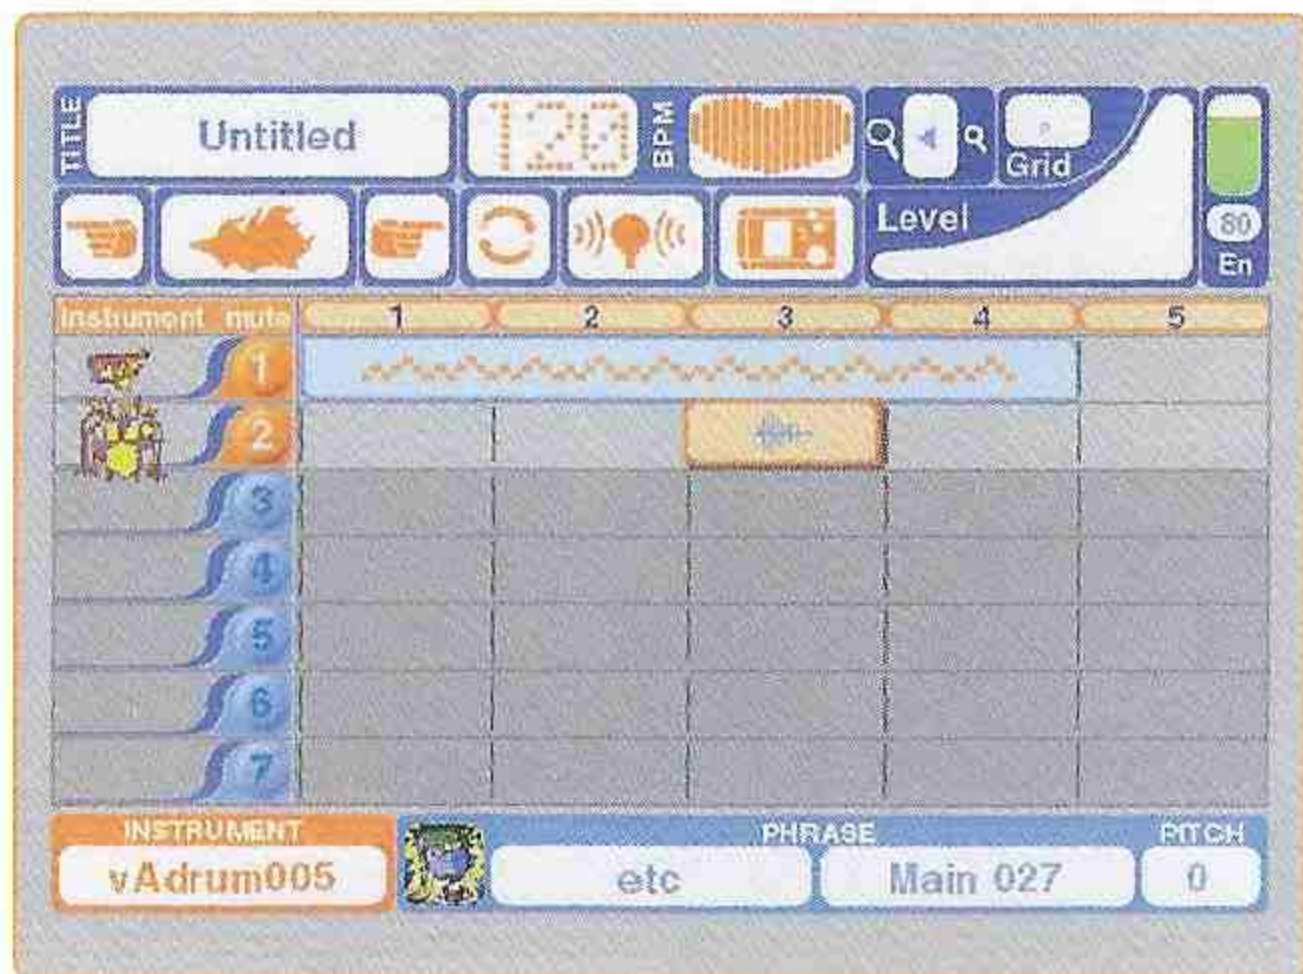 TITLE
Untitled
120
BPM
Grid
Level
80
En
Instrument mute
1 2 3 4 5
1
2
3
4
5
6
7
INSTRUMENT
PHRASE
PITCH
vAdrum005
etc
Main 027
0